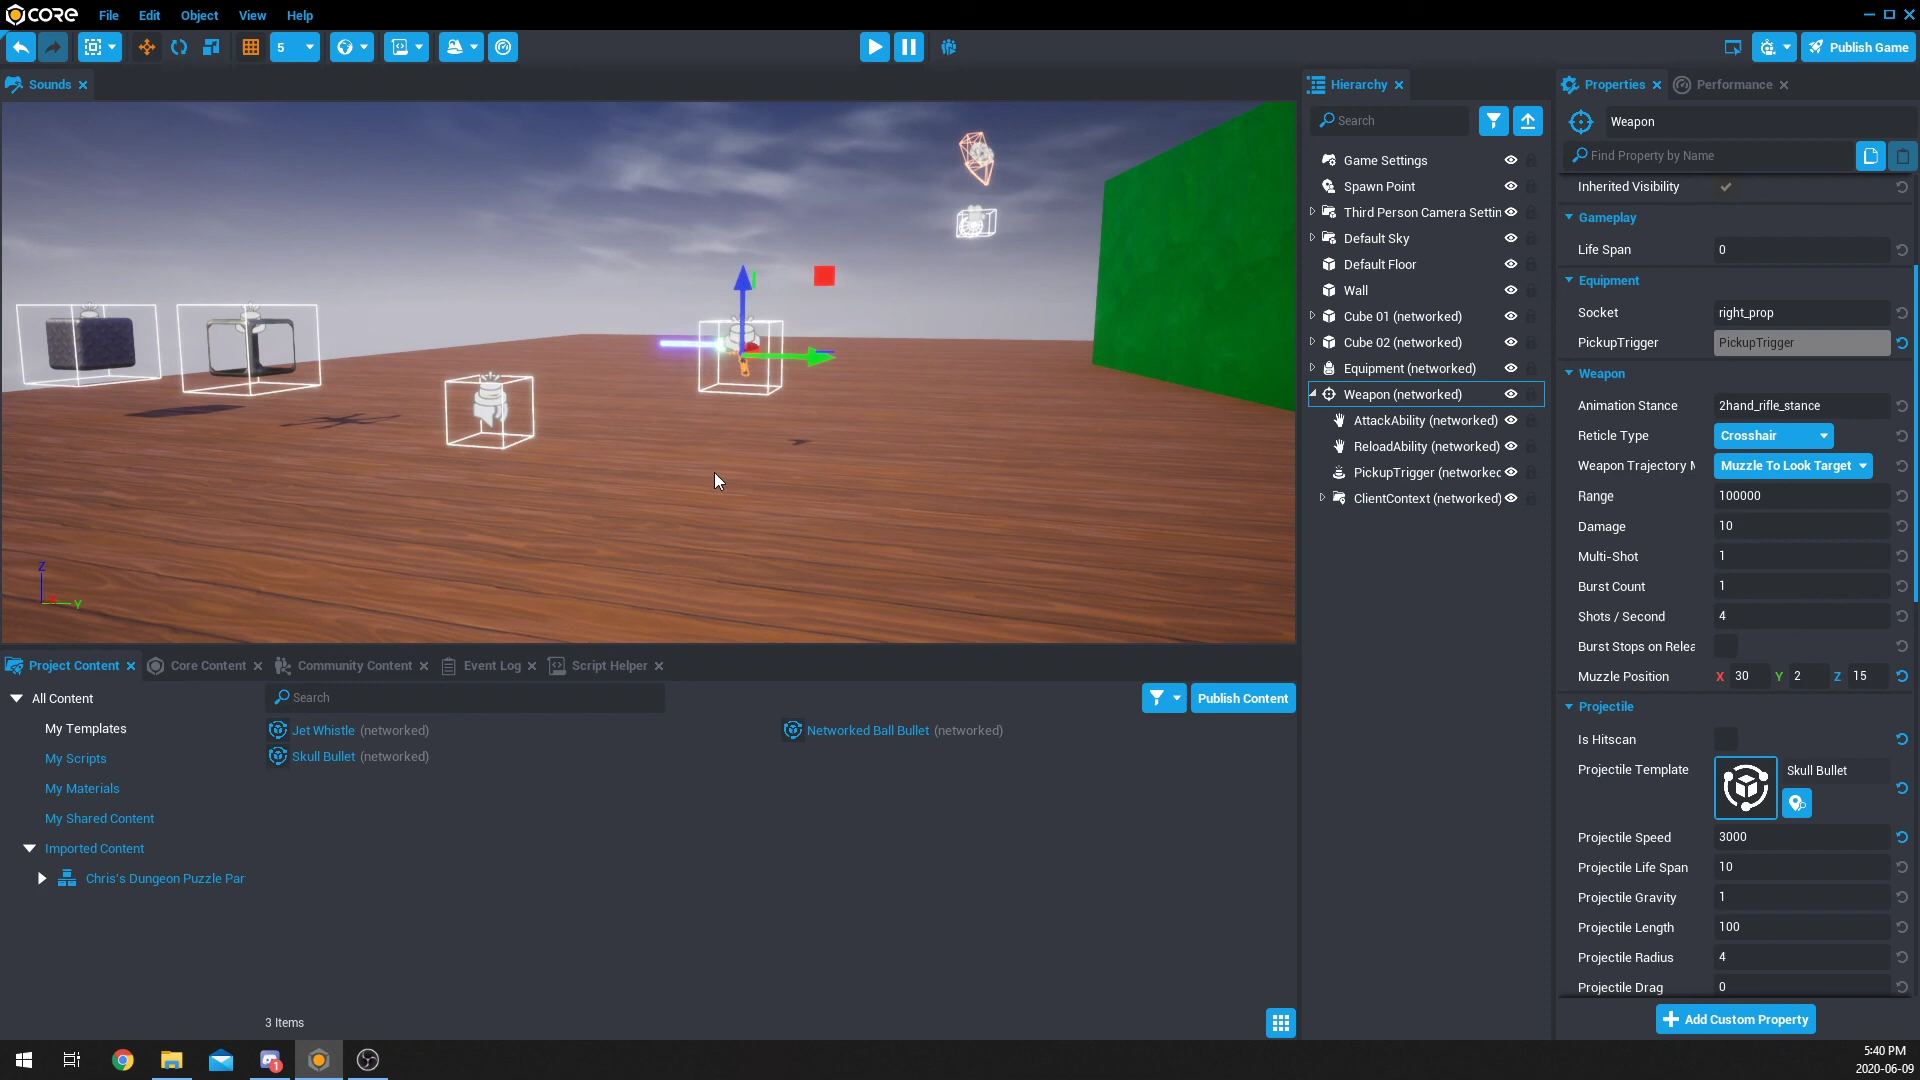 CORE File Edit Object View Help
5 Publish Game
Sounds
Hierarchy
Search
Game Settings
Spawn Point
Third Person Camera Settin
Default Sky
Default Floor
Wall
Cube 01 (networked)
Cube 02 (networked)
Equipment (networked)
Weapon (networked)
AttackAbility (networked)
ReloadAbility (networked)
PickupTrigger (networkec
ClientContext (networked)
Properties Performance
Weapon
Find Property by Name
Inherited Visibility
Gameplay
Life Span 0
Equipment
Socket right_prop
PickupTrigger PickupTrigger
Weapon
Animation Stance 2hand_rifle_stance
Reticle Type Crosshair
Weapon Trajectory M Muzzle To Look Target
Range 100000
Damage 10
Multi-Shot 1
Burst Count 1
Shots / Second 4
Burst Stops on Relea
Muzzle Position X 30 Y 2 Z 15
Projectile
Is Hitscan
Projectile Template Skull Bullet
Projectile Speed 3000
Projectile Life Span 10
Projectile Gravity 1
Projectile Length 100
Projectile Radius 4
Projectile Drag 0
Add Custom Property
Z
Y
Project Content Core Content Community Content Event Log Script Helper
All Content
My Templates
My Scripts
My Materials
My Shared Content
Imported Content
Chris's Dungeon Puzzle Par
Search Publish Content
Jet Whistle (networked) Networked Ball Bullet (networked)
Skull Bullet (networked)
3 Items
1
5:40 PM
2020-06-09